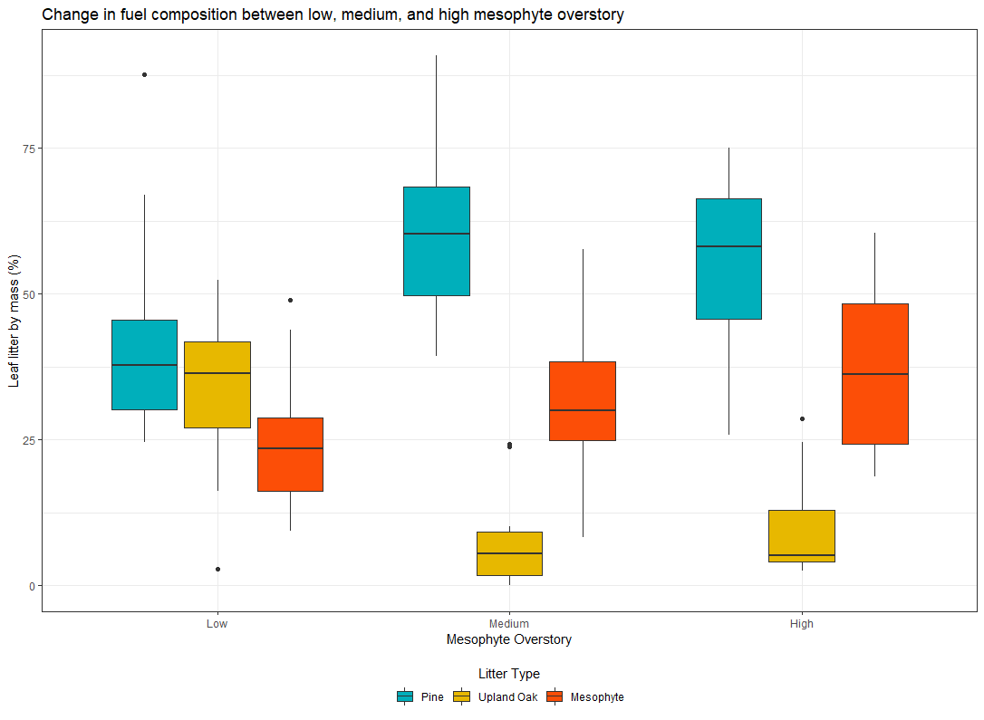 Change in fuel composition between low, medium, and high mesophyte overstory
Leaf litter by mass (%)
75
50
25
0
Low Medium High
Mesophyte Overstory
Litter Type
Pine Upland Oak Mesophyte